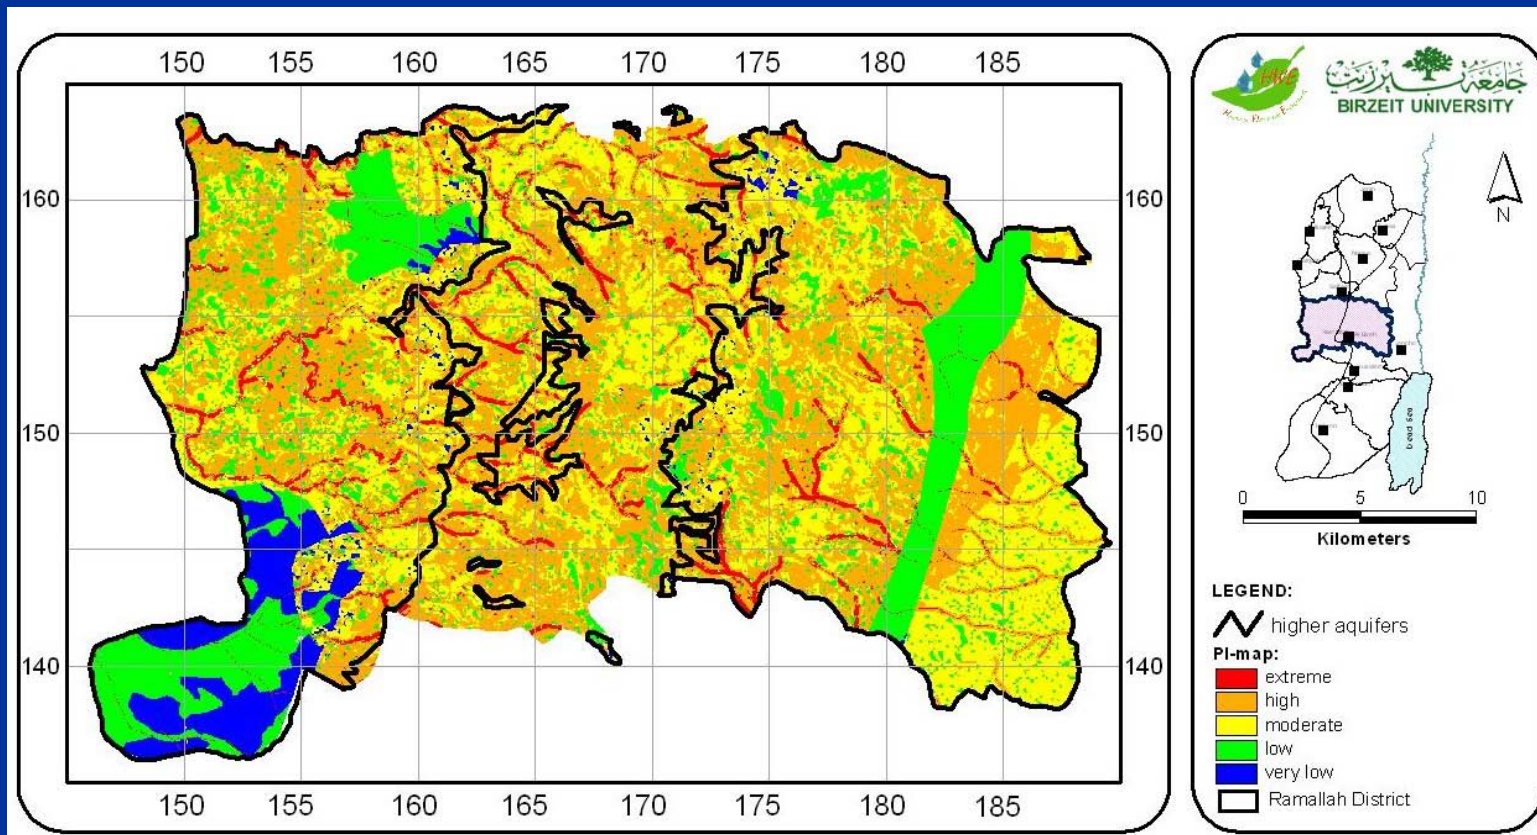 150 155 160 165 170 175 180 185
160 160
150 150
140 140
150 155 160 165 170 175 180 185
جامعة بيرزيت
BIRZEIT UNIVERSITY
N
Dead Sea
0 5 10
Kilometers
LEGEND:
higher aquifers
PI-map:
extreme
high
moderate
low
very low
Ramallah District